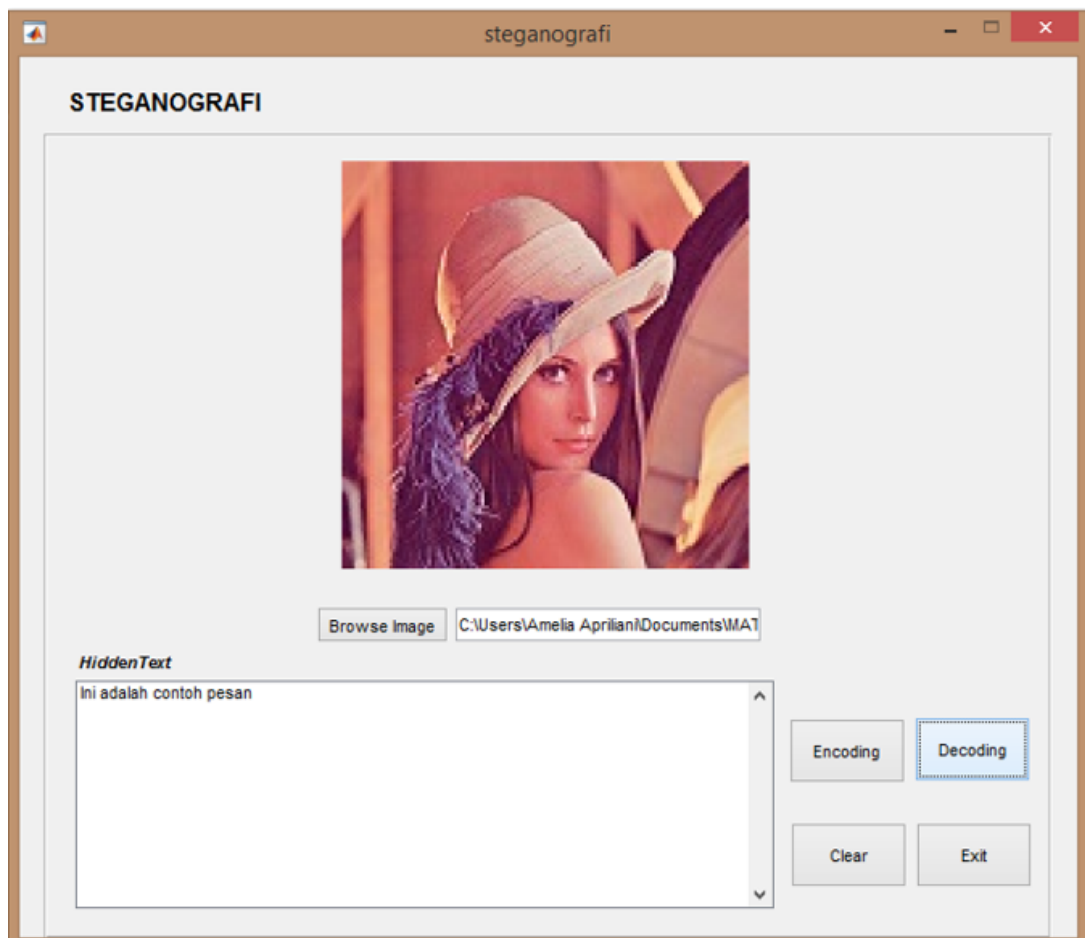 steganografi
STEGANOGRAFI
Browse Image C:\Users\Amelia Apriliani\Documents\MAT
HiddenText
Ini adalah contoh pesan
Encoding Decoding
Clear Exit